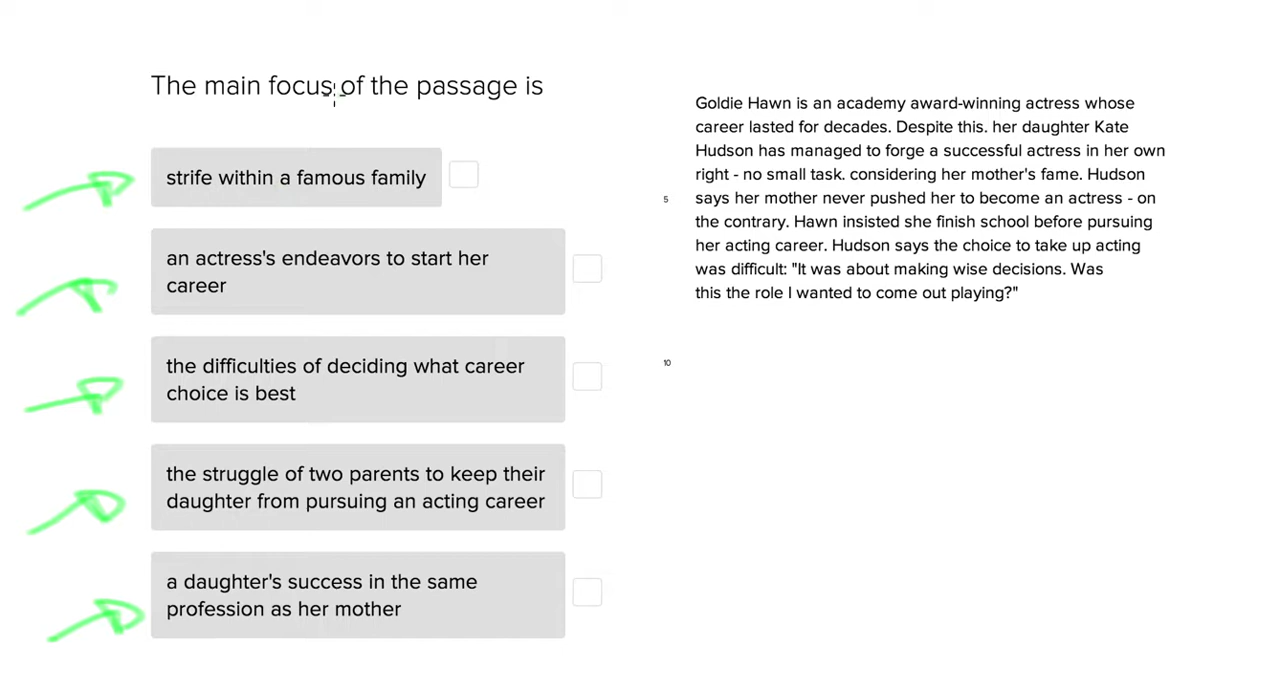 The main focus of the passage is
strife within a famous family
an actress's endeavors to start her
career
the difficulties of deciding what career
choice is best
the struggle of two parents to keep their
daughter from pursuing an acting career
a daughter's success in the same
profession as her mother
Goldie Hawn is an academy award-winning actress whose
career lasted for decades. Despite this. her daughter Kate
Hudson has managed to forge a successful actress in her own
right - no small task. considering her mother's fame. Hudson
5 says her mother never pushed her to become an actress - on
the contrary. Hawn insisted she finish school before pursuing
her acting career. Hudson says the choice to take up acting
was difficult: "It was about making wise decisions. Was
this the role I wanted to come out playing?"
10